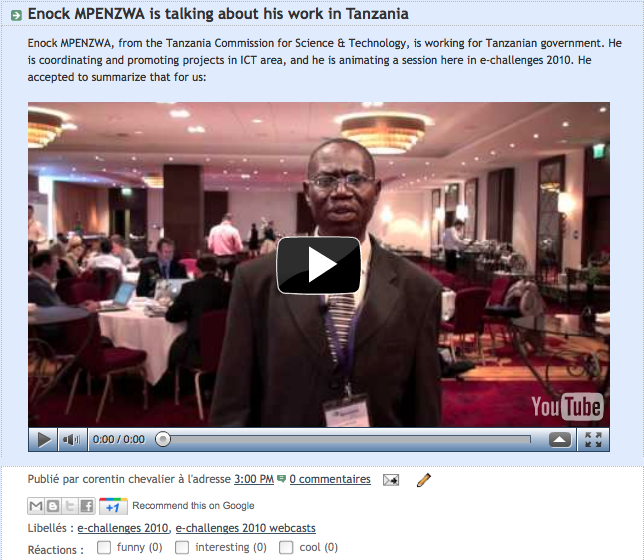 Enock MPENZWA is talking about his work in Tanzania
Enock MPENZWA, from the Tanzania Commission for Science & Technology, is working for Tanzanian government. He
is coordinating and promoting projects in ICT area, and he is animating a session here in e-challenges 2010. He
accepted to summarize that for us:
YouTube
0:00 / 0:00
Publié par corentin chevalier à l'adresse 3:00 PM 0 commentaires
+1 Recommend this on Google
Libellés : e-challenges 2010, e-challenges 2010 webcasts
Réactions : funny (0) interesting (0) cool (0)